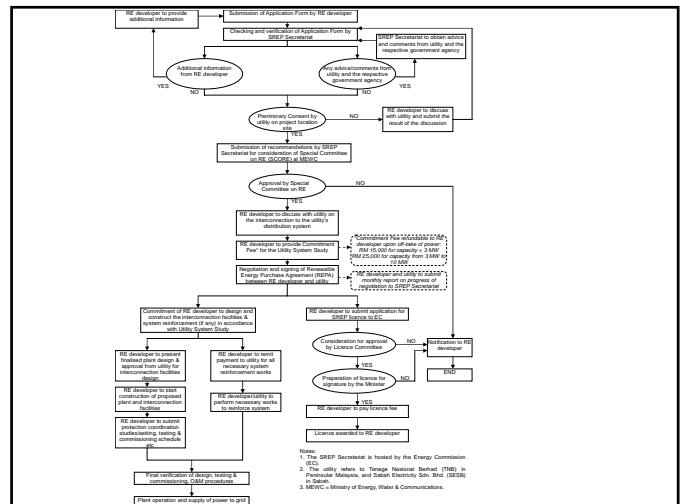 RE developer to provide
additional information
Submission of Application Form by RE developer
Checking and verification of Application Form by
SREP Secretariat
SREP Secretariat to obtain advice
and comments from utility and the
respective government agency
Additional information
from RE developer
Any advice/comments from
utility and the respective
government agency
YES
YES
NO
NO
Preliminary Consent by
utility on project location
site
NO
RE developer to discuss
with utility and submit the
result of the discussion
YES
Submission of recommendations by SREP
Secretariat for consideration of Special Committee
on RE (SCORE) at MEWC
Approval by Special
Committee on RE
NO
YES
RE developer to discuss with utility on
the interconnection to the utility's
distribution system
RE developer to provide Commitment
Fee* for the Utility System Study
*Commitment Fee refundable to RE
developer upon off-take of power:
RM 15,000 for capacity < 3 MW
RM 25,000 for capacity from 3 MW to
10 MW
Negotiation and signing of Renewable
Energy Purchase Agreement (REPA)
between RE developer and utility
RE developer and utility to submit
monthly report on progress of
negotiation to SREP Secretariat
Commitment of RE developer to design and
construct the interconnection facilities &
system reinforcement (if any) in accordance
with Utility System Study
RE developer to submit application for
SREP licence to EC
Consideration for approval
by Licence Committee
NO
Notification to RE
developer
YES
RE developer to present
finalised plant design &
approval from utility for
interconnection facilities
design
RE developer to remit
payment to utility for all
necessary system
reinforcement works
Preparation of licence for
signature by the Minister
NO
END
YES
RE developer to start
construction of proposed
plant and interconnection
facilities
RE developer/utility to
perform necessary works
to reinforce system
RE developer to pay licence fee
RE developer to submit
protection coordination
studies/setting, testing &
commissioning schedule
etc
Licence awarded to RE developer
Final verification of design, testing &
commissioning, O&M procedures
Plant operation and supply of power to grid
Notes:
1. The SREP Secretariat is hosted by the Energy Commission
(EC).
2. The utility refers to Tenaga Nasional Berhad (TNB) in
Peninsular Malaysia, and Sabah Electricity Sdn. Bhd. (SESB)
in Sabah.
3. MEWC = Ministry of Energy, Water & Communications.